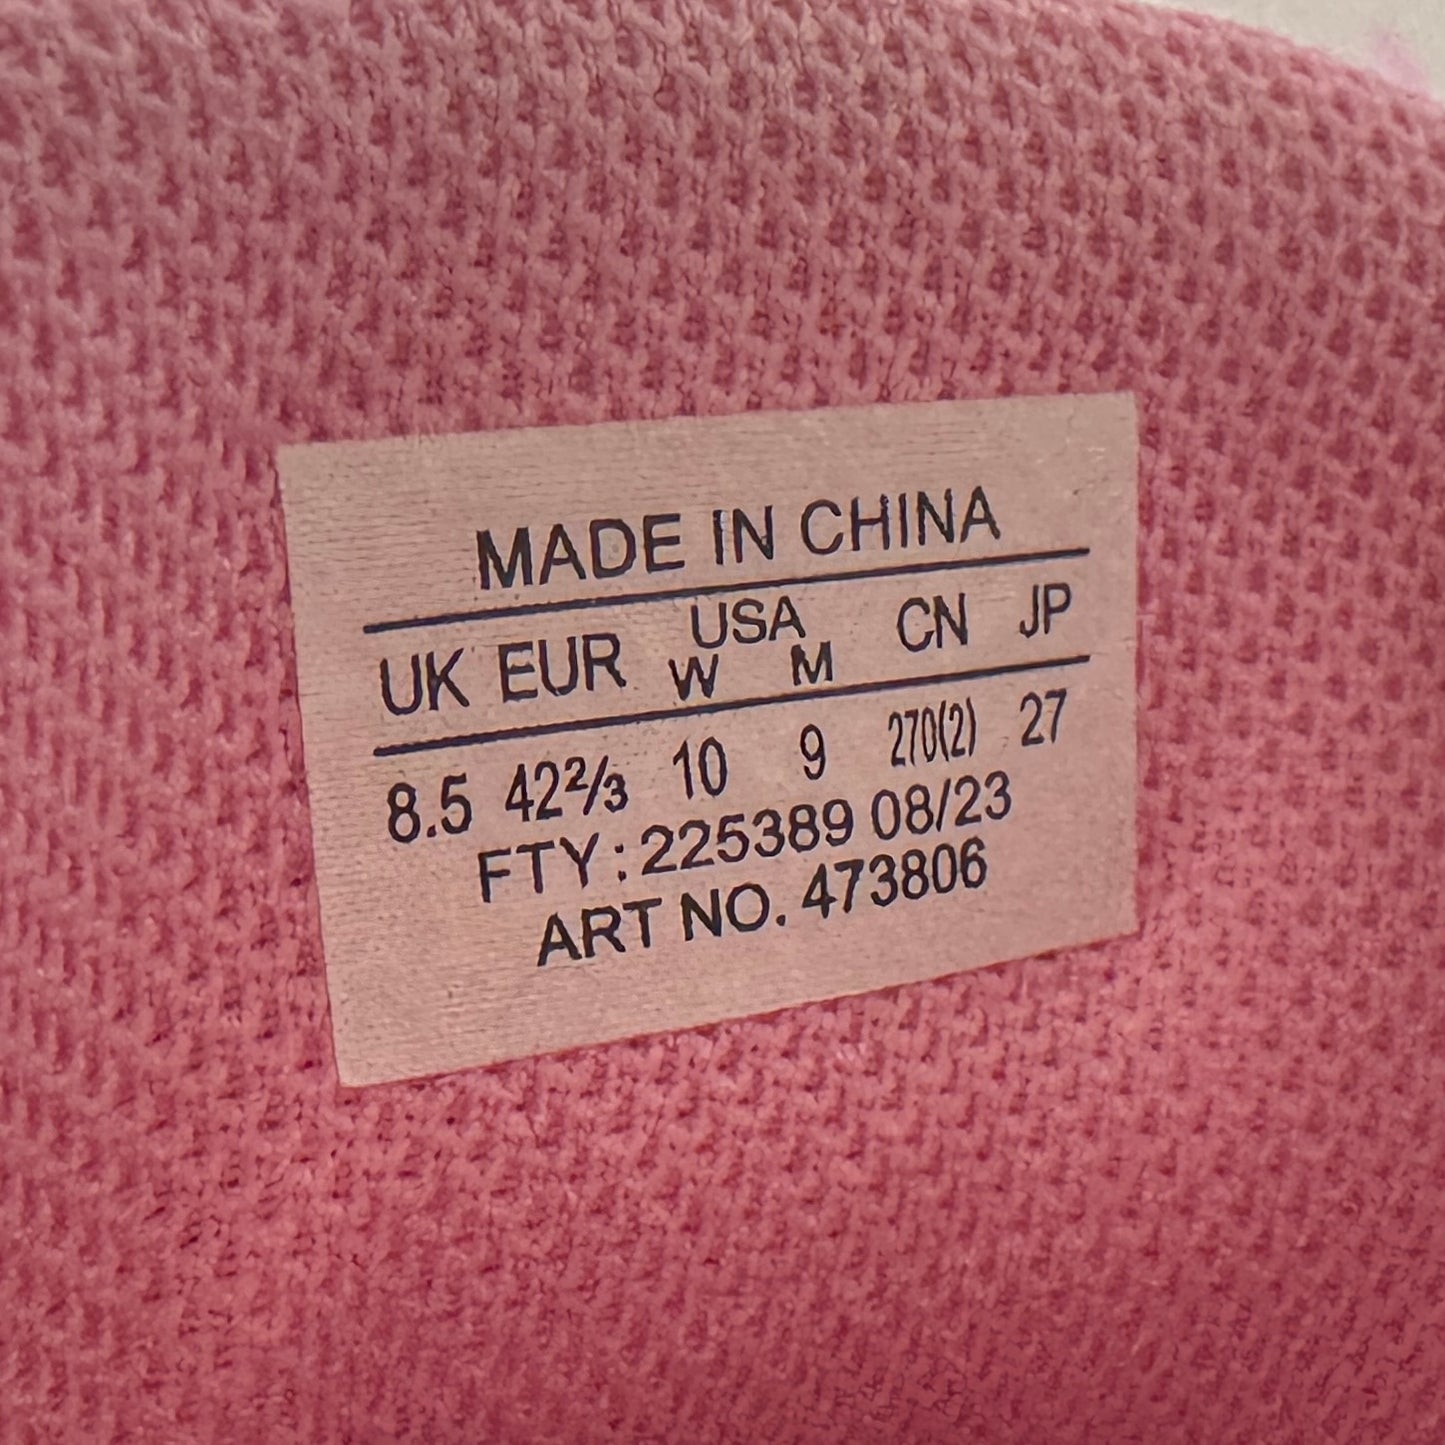 MADE IN CHINA
UK EUR USA CN JP
W M
8.5 42⅔ 10 9 270(2) 27
FTY:225389 08/23
ART NO. 473806